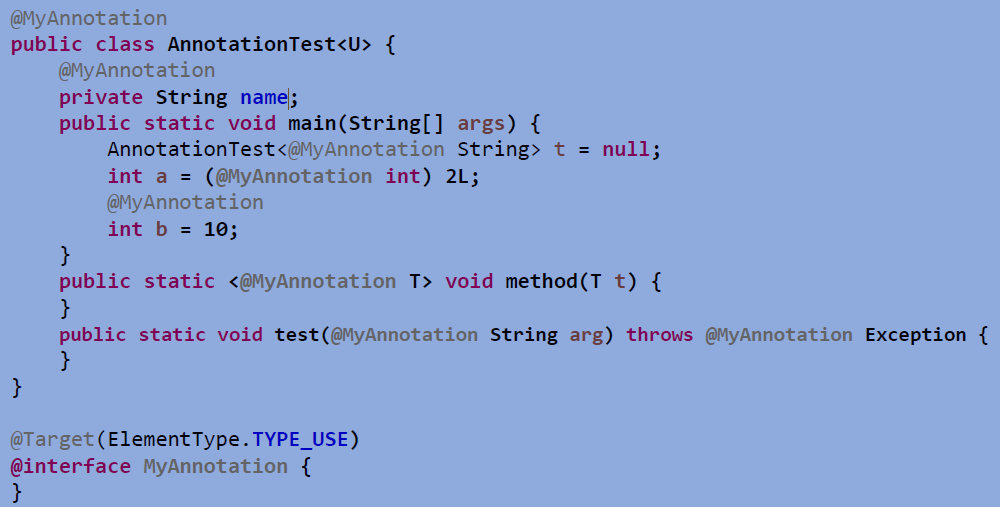 @MyAnnotation
public class AnnotationTest<U> {
    @MyAnnotation
    private String name;
    public static void main(String[] args) {
        AnnotationTest<@MyAnnotation String> t = null;
        int a = (@MyAnnotation int) 2L;
        @MyAnnotation
        int b = 10;
    }
    public static <@MyAnnotation T> void method(T t) {
    }
    public static void test(@MyAnnotation String arg) throws @MyAnnotation Exception {
    }
}

@Target(ElementType.TYPE_USE)
@interface MyAnnotation {
}